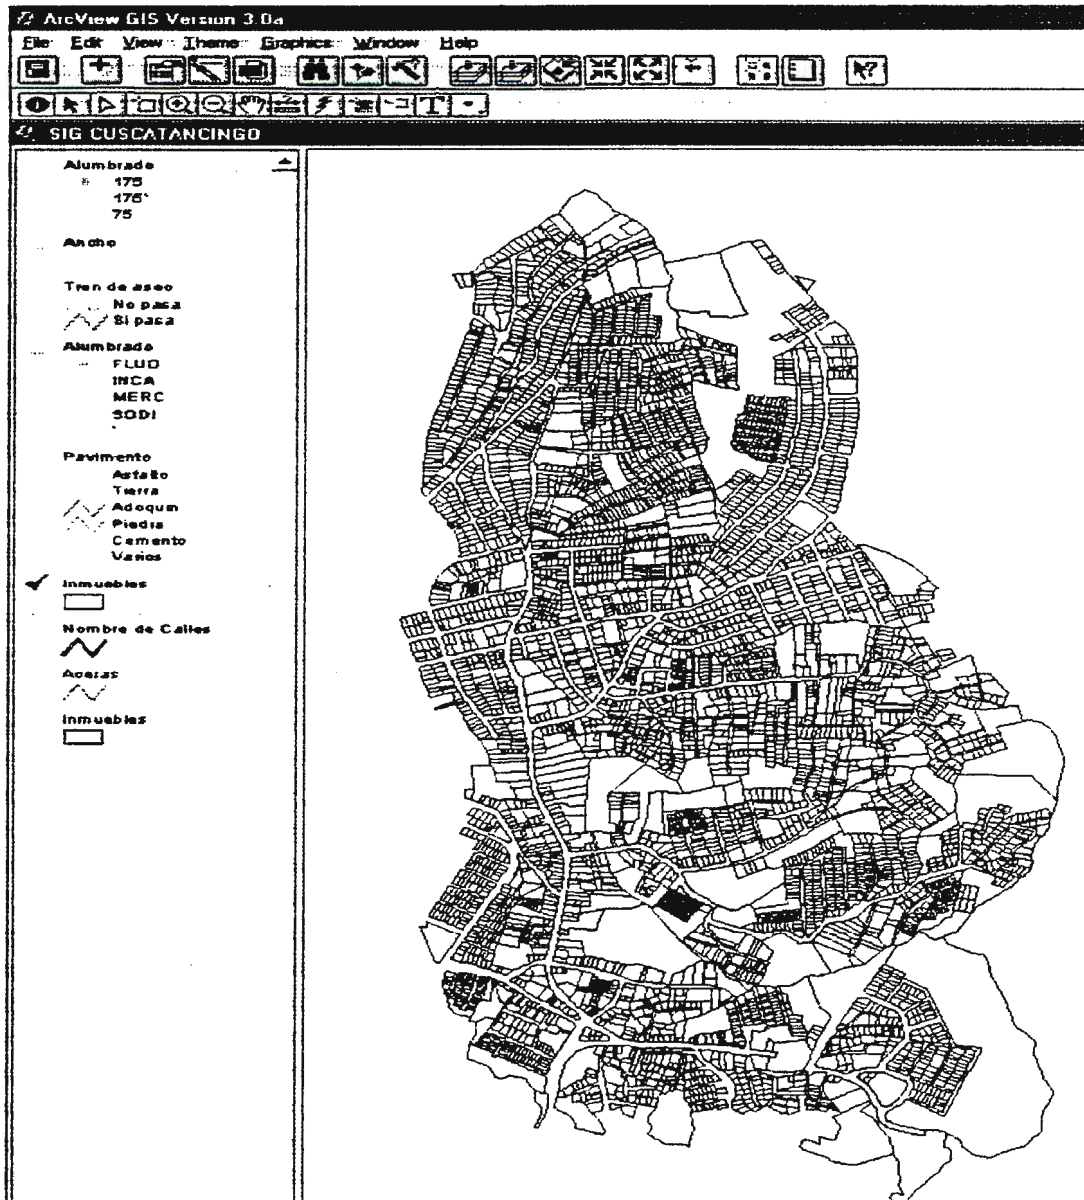 ArcView GIS Version 3.0a
File Edit View Theme Graphics Window Help
SIG CUSCATANCINGO
Alumbrado
175
175`
75
Ancho
Tren de aseo
No pasa
Si pasa
Alumbrado
FLUO
INCA
MERC
SODI
Pavimento
Asfalto
Tierra
Adoquin
Piedra
Cemento
Varios
Inmuebles
Nombre de Calles
Aceras
Inmuebles